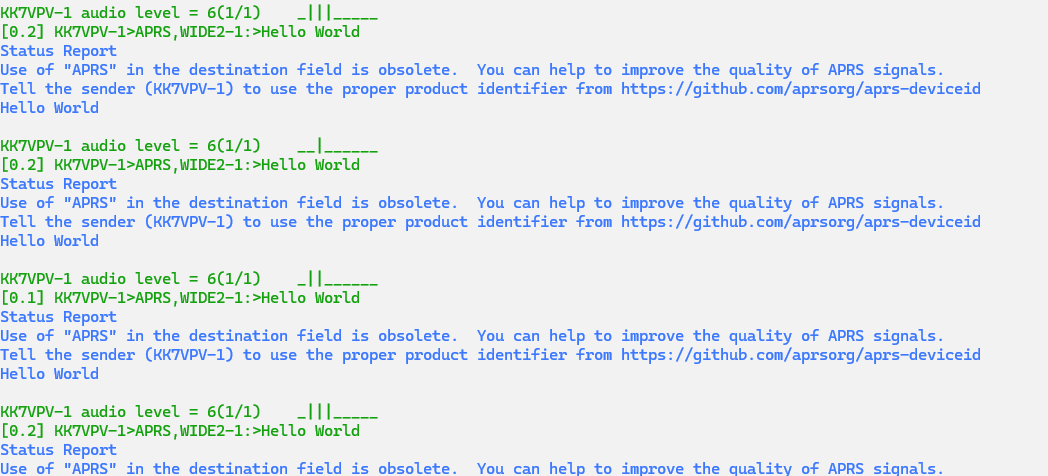 KK7VPV-1 audio level = 6(1/1)    _|||_____
[0.2] KK7VPV-1>APRS,WIDE2-1:>Hello World
Status Report
Use of "APRS" in the destination field is obsolete.  You can help to improve the quality of APRS signals.
Tell the sender (KK7VPV-1) to use the proper product identifier from https://github.com/aprsorg/aprs-deviceid
Hello World
KK7VPV-1 audio level = 6(1/1)    __|______
[0.2] KK7VPV-1>APRS,WIDE2-1:>Hello World
Status Report
Use of "APRS" in the destination field is obsolete.  You can help to improve the quality of APRS signals.
Tell the sender (KK7VPV-1) to use the proper product identifier from https://github.com/aprsorg/aprs-deviceid
Hello World
KK7VPV-1 audio level = 6(1/1)    _||______
[0.1] KK7VPV-1>APRS,WIDE2-1:>Hello World
Status Report
Use of "APRS" in the destination field is obsolete.  You can help to improve the quality of APRS signals.
Tell the sender (KK7VPV-1) to use the proper product identifier from https://github.com/aprsorg/aprs-deviceid
Hello World
KK7VPV-1 audio level = 6(1/1)    _|||_____
[0.2] KK7VPV-1>APRS,WIDE2-1:>Hello World
Status Report
Use of "APRS" in the destination field is obsolete.  You can help to improve the quality of APRS signals.